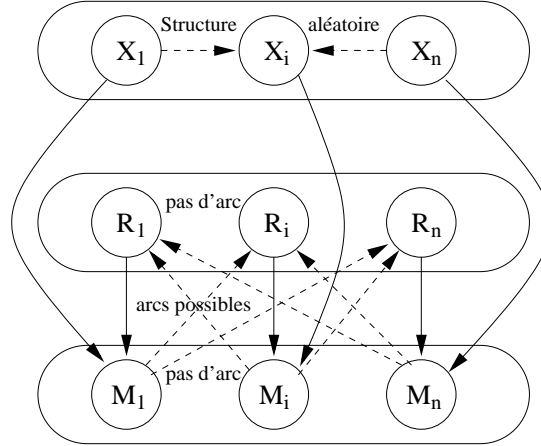 Structure aléatoire
X1 Xi Xn
pas d'arc
R1 Ri Rn
arcs possibles
pas d'arc
M1 Mi Mn